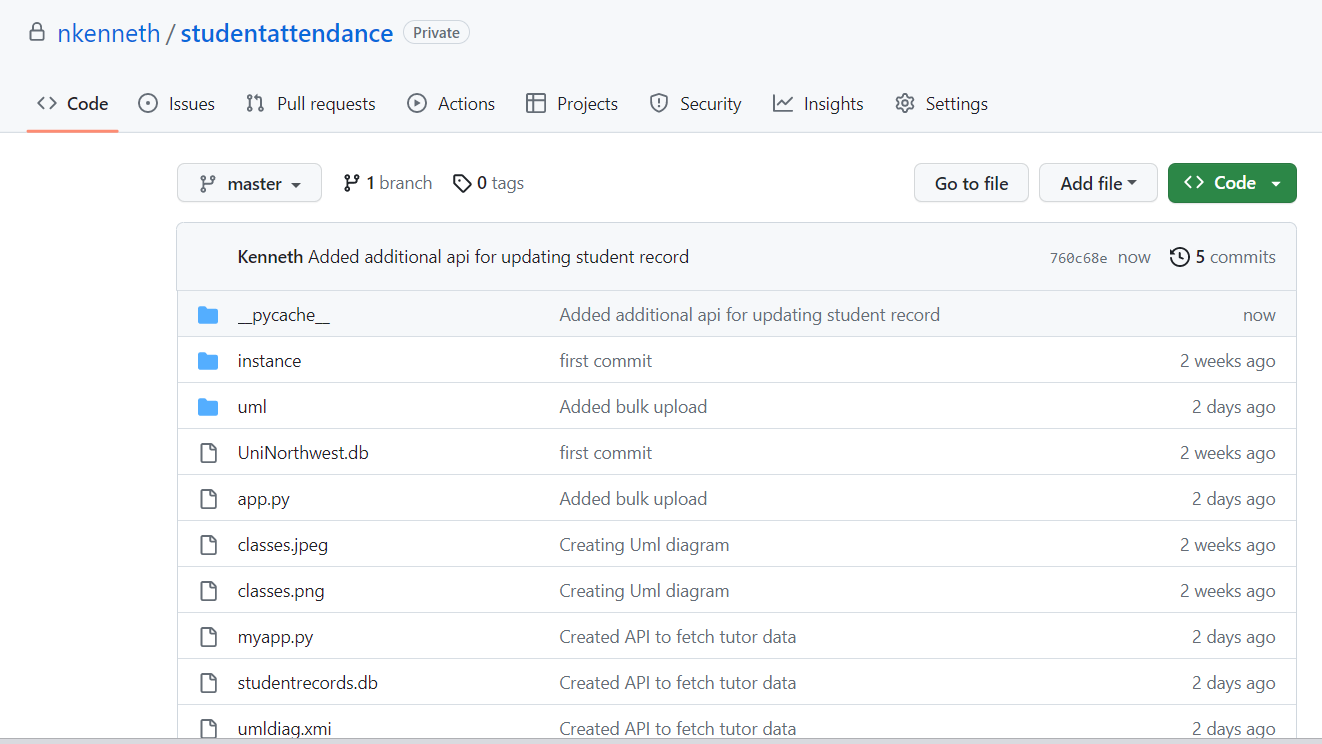 nkenneth / studentattendance Private
Code Issues Pull requests Actions Projects Security Insights Settings
master 1 branch 0 tags Go to file Add file Code
Kenneth Added additional api for updating student record 760c68e now 5 commits
__pycache__ Added additional api for updating student record now
instance first commit 2 weeks ago
uml Added bulk upload 2 days ago
UniNorthwest.db first commit 2 weeks ago
app.py Added bulk upload 2 days ago
classes.jpeg Creating Uml diagram 2 weeks ago
classes.png Creating Uml diagram 2 weeks ago
myapp.py Created API to fetch tutor data 2 days ago
studentrecords.db Created API to fetch tutor data 2 days ago
umldiag.xmi Created API to fetch tutor data 2 days ago